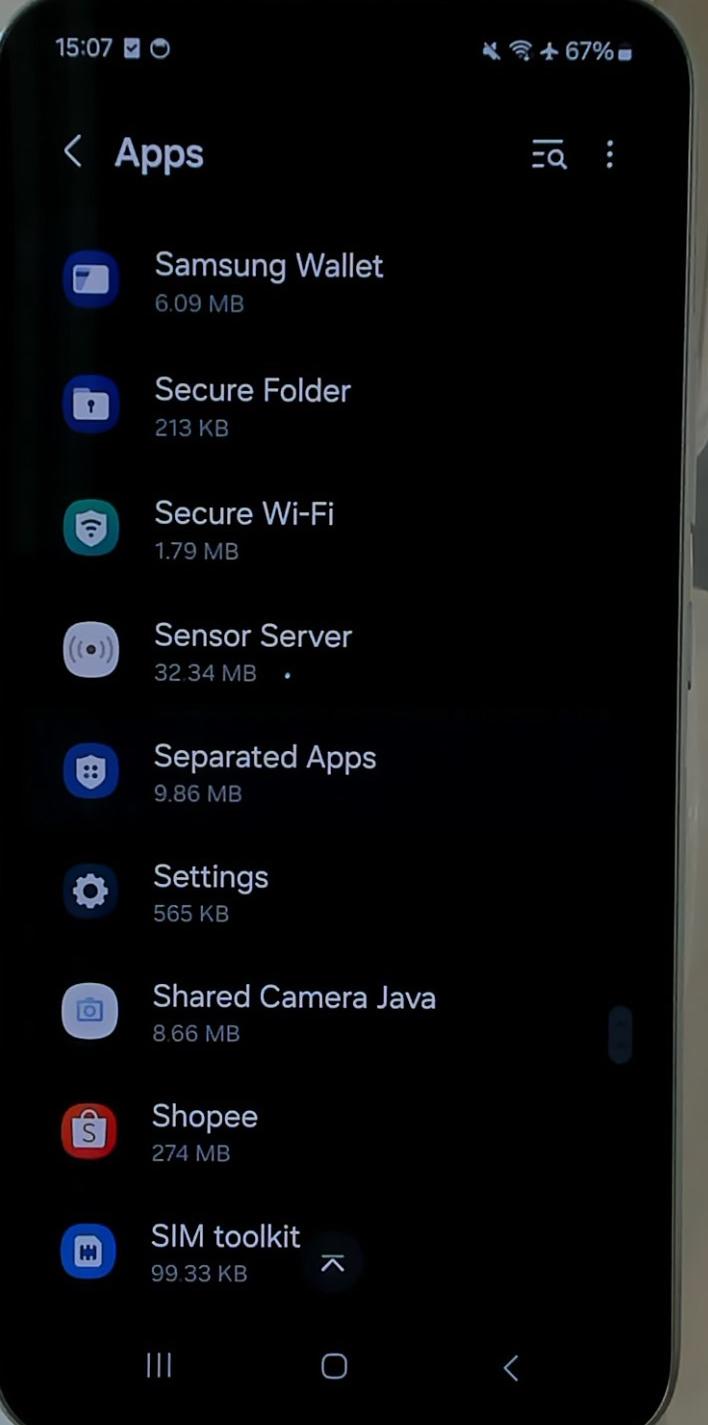 15:07
67%
Apps
Samsung Wallet
6.09 MB
Secure Folder
213 KB
Secure Wi-Fi
1.79 MB
Sensor Server
32.34 MB
Separated Apps
9.86 MB
Settings
565 KB
Shared Camera Java
8.66 MB
Shopee
S
274 MB
SIM toolkit
99.33 KB